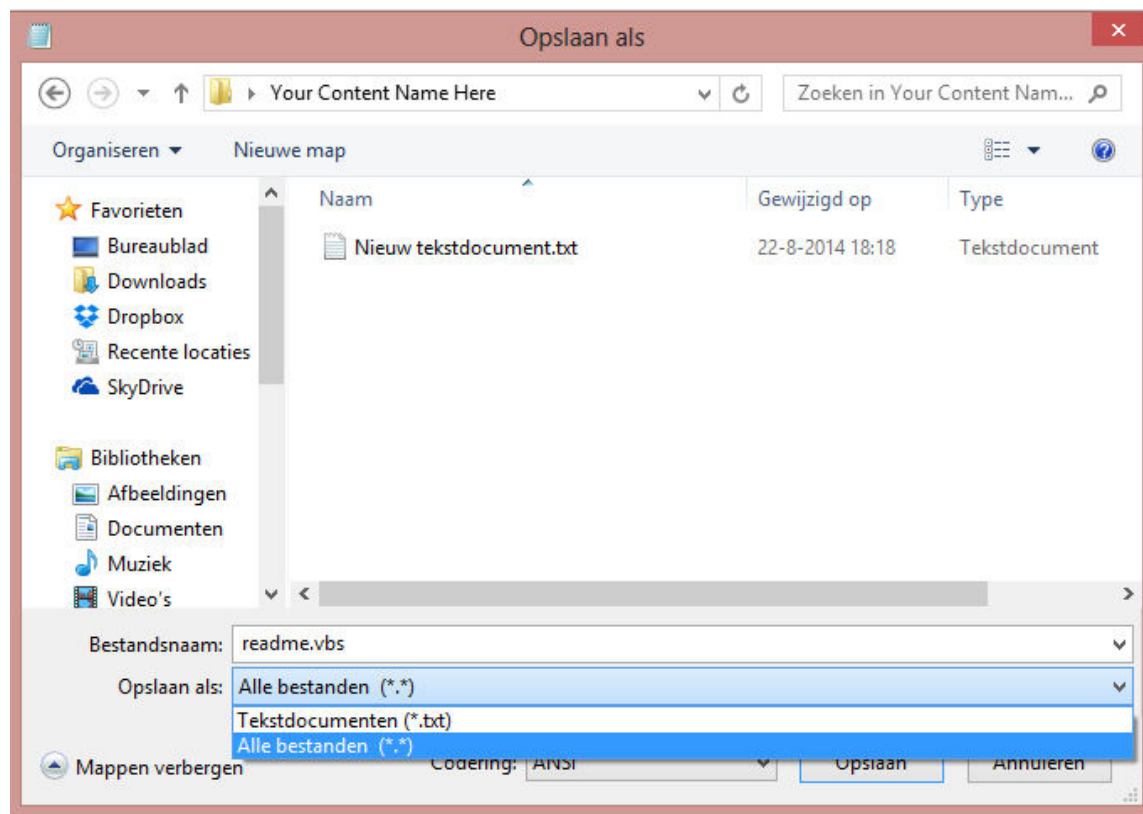 Opslaan als
Your Content Name Here
Zoeken in Your Content Nam...
Organiseren
Nieuwe map
Favorieten
Bureaublad
Downloads
Dropbox
Recente locaties
SkyDrive
Bibliotheken
Afbeeldingen
Documenten
Muziek
Video's
Naam
Gewijzigd op
Type
Nieuw tekstdocument.txt
22-8-2014 18:18
Tekstdocument
Bestandsnaam: readme.vbs
Opslaan als: Alle bestanden (*.*)
Tekstdocumenten (*.txt)
Alle bestanden (*.*)
Mappen verbergen
Codering: ANSI
Opslaan
Annuleren